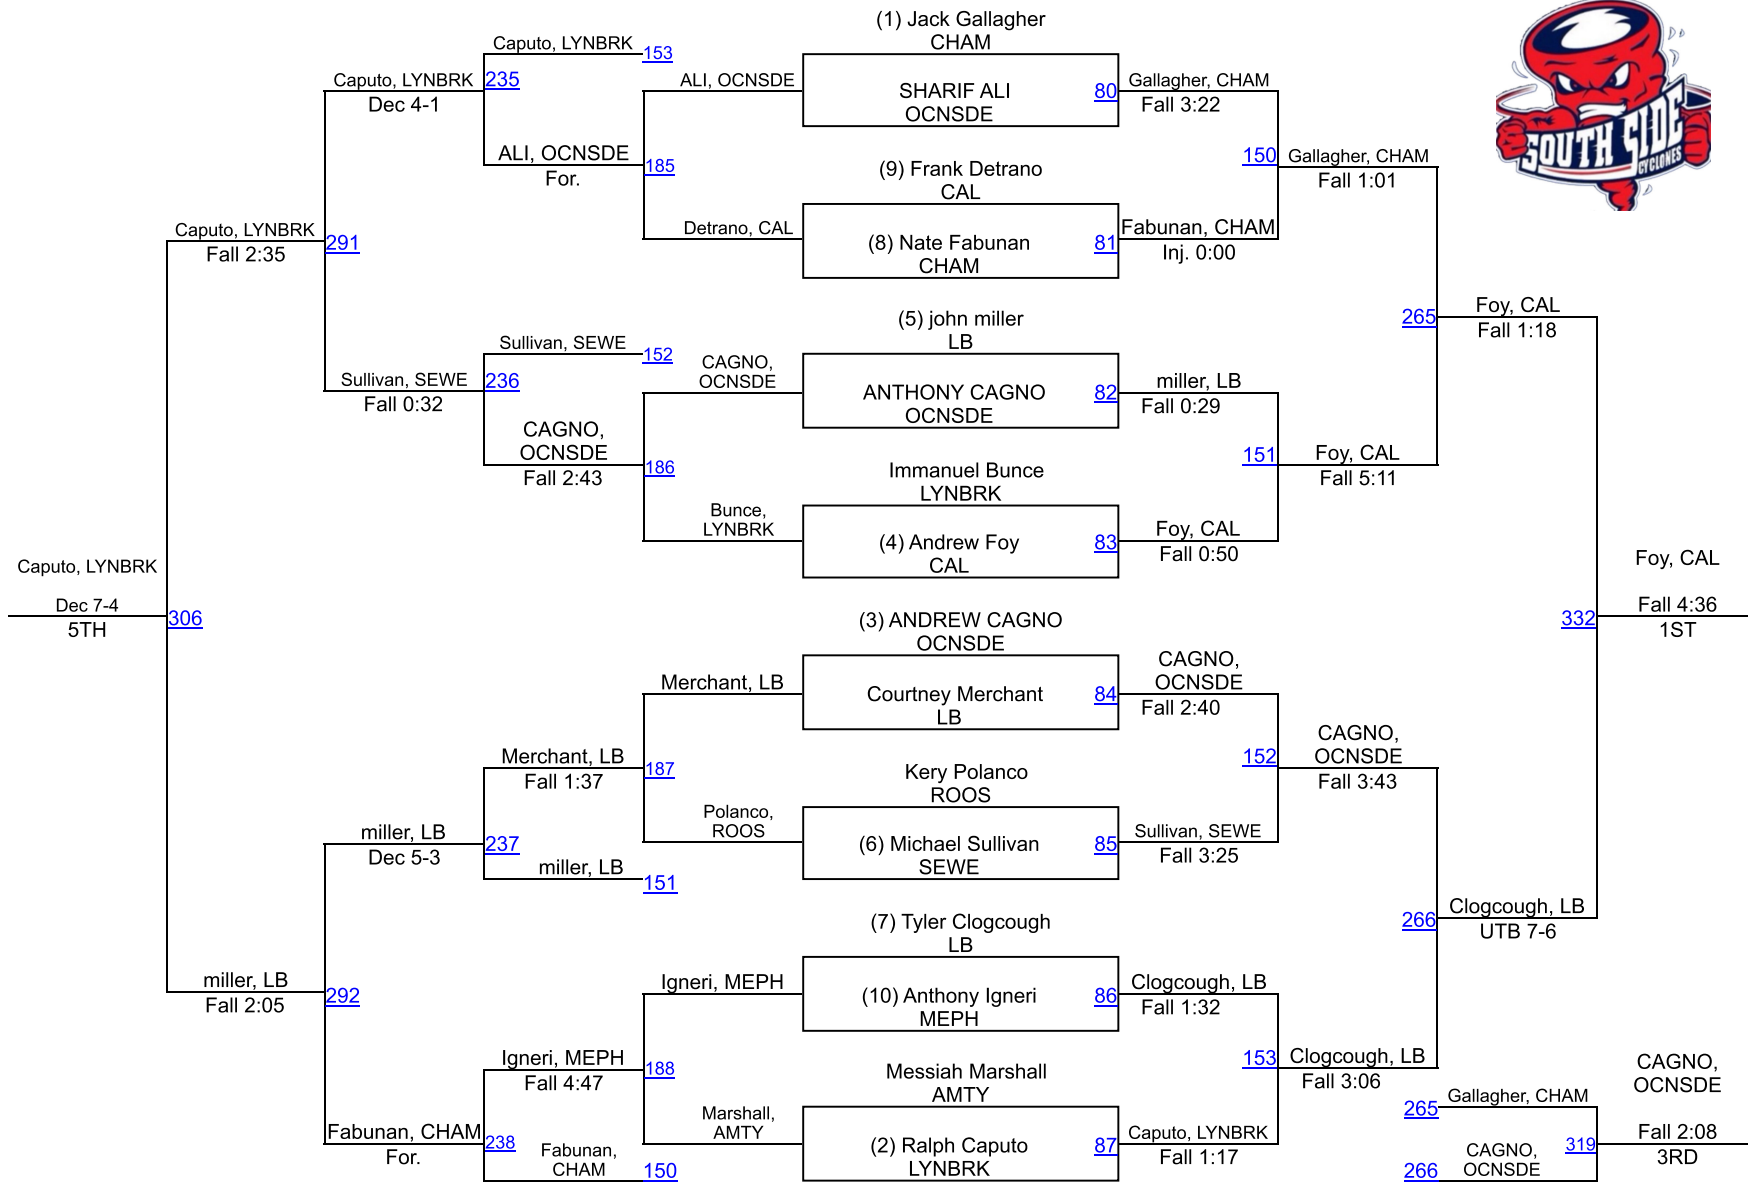 (1) Jack Gallagher
CHAM
SHARIF ALI
OCNSDE
80
(9) Frank Detrano
CAL
(8) Nate Fabunan
CHAM
81
(5) john miller
LB
ANTHONY CAGNO
OCNSDE
82
Immanuel Bunce
LYNBRK
(4) Andrew Foy
CAL
83
(3) ANDREW CAGNO
OCNSDE
Courtney Merchant
LB
84
Kery Polanco
ROOS
(6) Michael Sullivan
SEWE
85
(7) Tyler Clogcough
LB
(10) Anthony Igneri
MEPH
86
Messiah Marshall
AMTY
(2) Ralph Caputo
LYNBRK
87
Gallagher, CHAM
Fall 3:22
Fabunan, CHAM
Inj. 0:00
miller, LB
Fall 0:29
Foy, CAL
Fall 0:50
CAGNO,
OCNSDE
Fall 2:40
Sullivan, SEWE
Fall 3:25
Clogcough, LB
Fall 1:32
Caputo, LYNBRK
Fall 1:17
150
Gallagher, CHAM
Fall 1:01
151
Foy, CAL
Fall 5:11
152
CAGNO,
OCNSDE
Fall 3:43
153
Clogcough, LB
Fall 3:06
265
Foy, CAL
Fall 1:18
266
Clogcough, LB
UTB 7-6
332
Foy, CAL
Fall 4:36
1ST
265
Gallagher, CHAM
266
CAGNO,
OCNSDE
319
CAGNO,
OCNSDE
Fall 2:08
3RD
ALI, OCNSDE
Detrano, CAL
CAGNO,
OCNSDE
Bunce,
LYNBRK
Merchant, LB
Polanco,
ROOS
Igneri, MEPH
Marshall,
AMTY
Caputo, LYNBRK
153
185
ALI, OCNSDE
For.
Sullivan, SEWE
152
186
CAGNO,
OCNSDE
Fall 2:43
187
Merchant, LB
Fall 1:37
miller, LB
151
188
Igneri, MEPH
Fall 4:47
Fabunan,
CHAM
150
235
Caputo, LYNBRK
Dec 4-1
236
Sullivan, SEWE
Fall 0:32
237
miller, LB
Dec 5-3
238
Fabunan, CHAM
For.
291
Caputo, LYNBRK
Fall 2:35
292
miller, LB
Fall 2:05
306
Caputo, LYNBRK
Dec 7-4
5TH
SOUTH SIDE
CYCLONES